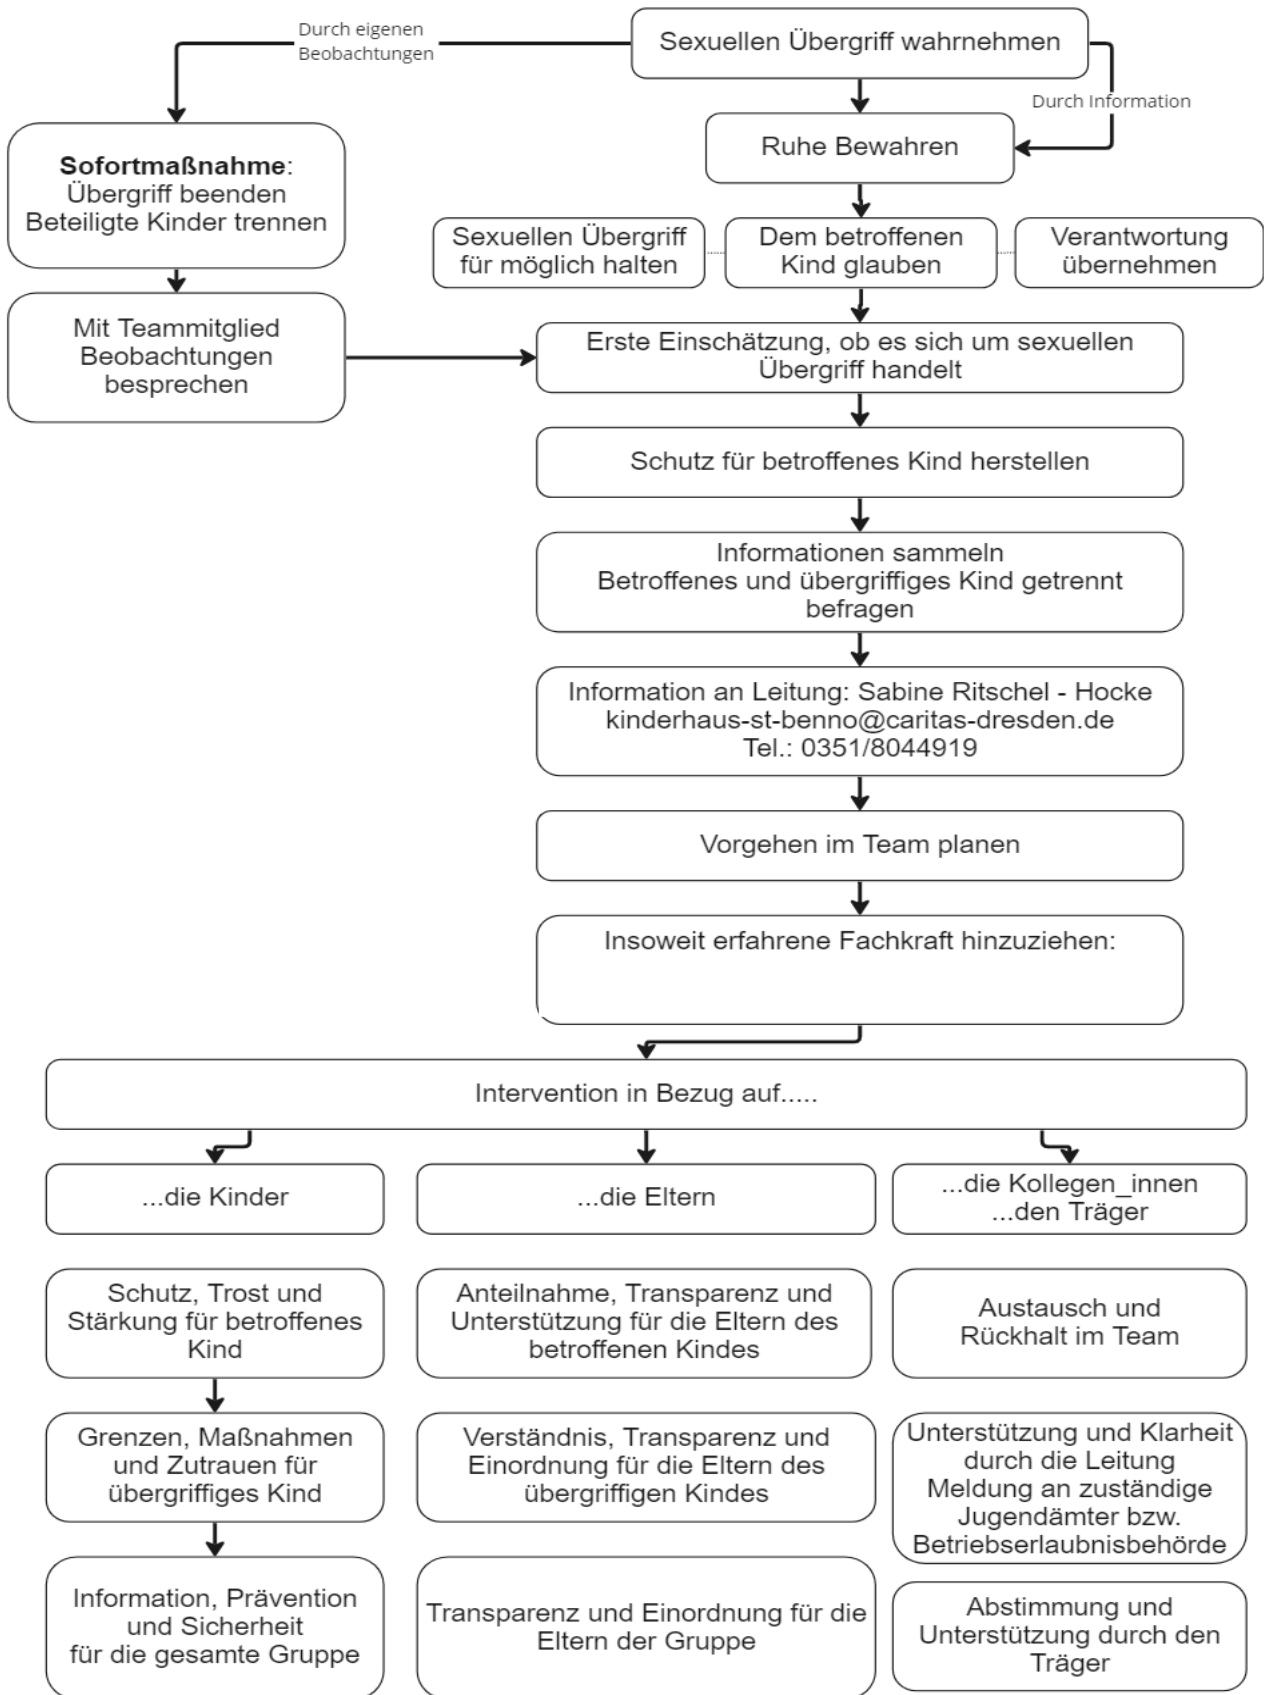 Durch eigenen
Beobachtungen
Sexuellen Übergriff wahrnehmen
Durch Information
Sofortmaßnahme:
Übergriff beenden
Beteiligte Kinder trennen
Ruhe Bewahren
Sexuellen Übergriff
für möglich halten
Dem betroffenen
Kind glauben
Verantwortung
übernehmen
Mit Teammitglied
Beobachtungen
besprechen
Erste Einschätzung, ob es sich um sexuellen
Übergriff handelt
Schutz für betroffenes Kind herstellen
Informationen sammeln
Betroffenes und übergriffiges Kind getrennt
befragen
Information an Leitung: Sabine Ritschel - Hocke
kinderhaus-st-benno@caritas-dresden.de
Tel.: 0351/8044919
Vorgehen im Team planen
Insoweit erfahrene Fachkraft hinzuziehen:
Intervention in Bezug auf.....
...die Kinder
...die Eltern
...die Kollegen_innen
...den Träger
Schutz, Trost und
Stärkung für betroffenes
Kind
Anteilnahme, Transparenz und
Unterstützung für die Eltern des
betroffenen Kindes
Austausch und
Rückhalt im Team
Grenzen, Maßnahmen
und Zutrauen für
übergriffiges Kind
Verständnis, Transparenz und
Einordnung für die Eltern des
übergriffigen Kindes
Unterstützung und Klarheit
durch die Leitung
Meldung an zuständige
Jugendämter bzw.
Betriebserlaubnisbehörde
Information, Prävention
und Sicherheit
für die gesamte Gruppe
Transparenz und Einordnung für die
Eltern der Gruppe
Abstimmung und
Unterstützung durch den
Träger